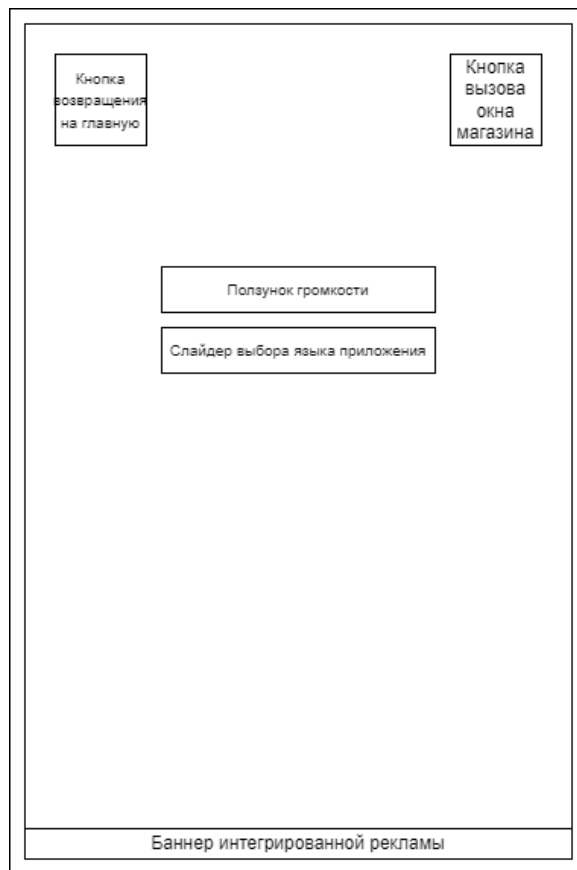 Кнопка
возвращения
на главную
Кнопка
вызова
окна
магазина
Ползунок громкости
Слайдер выбора языка приложения
Баннер интегрированной рекламы